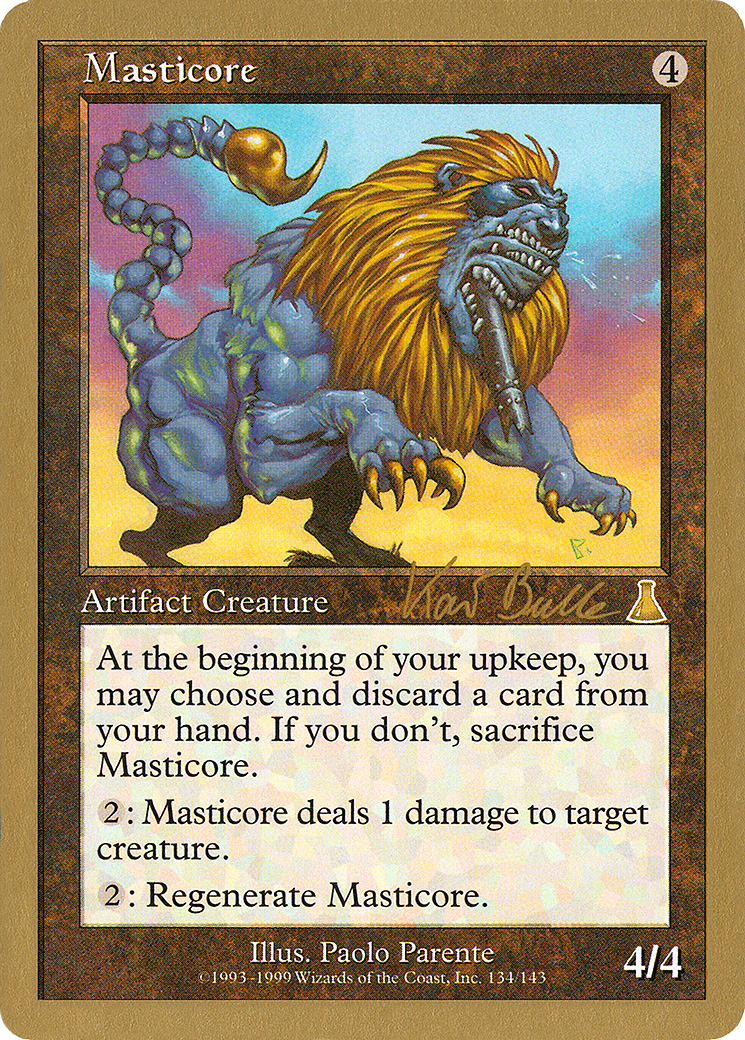 Masticore 4
Artifact Creature
At the beginning of your upkeep, you
may choose and discard a card from
your hand. If you don't, sacrifice
Masticore.
2: Masticore deals 1 damage to target
creature.
2: Regenerate Masticore.
Illus. Paolo Parente
©1993–1999 Wizards of the Coast, Inc. 134/143
4/4